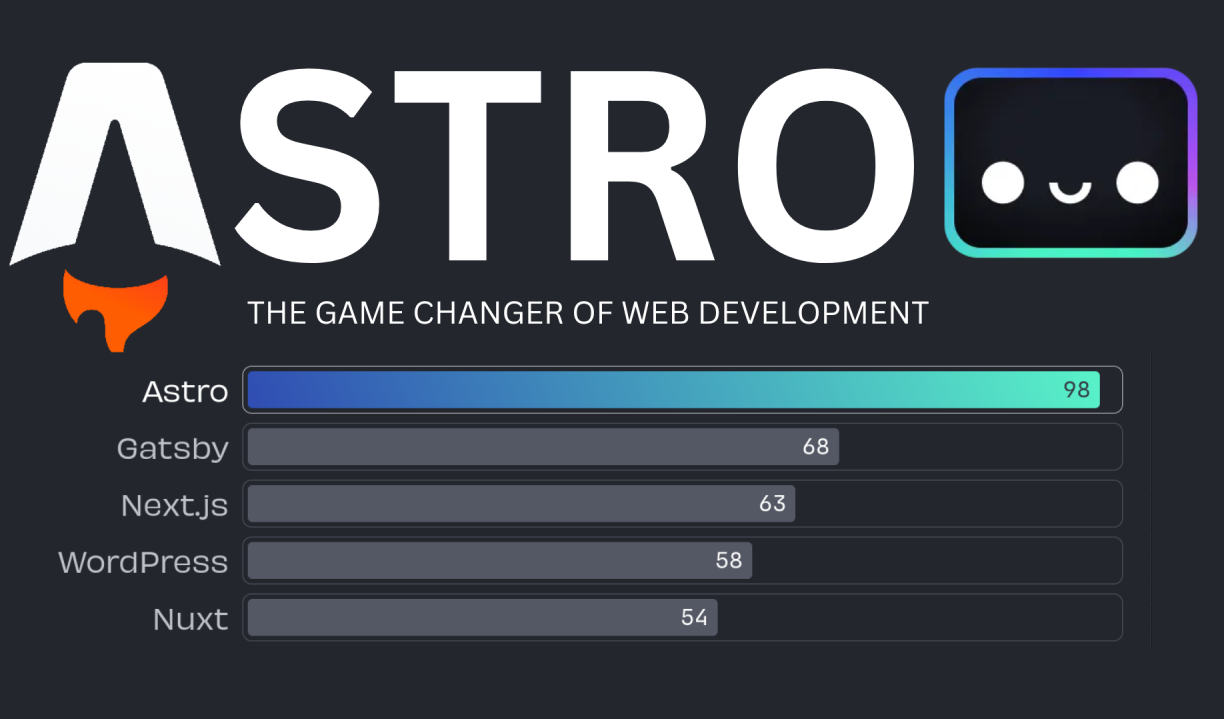 ASTRO
THE GAME CHANGER OF WEB DEVELOPMENT
Astro 98
Gatsby 68
Next.js 63
WordPress 58
Nuxt 54